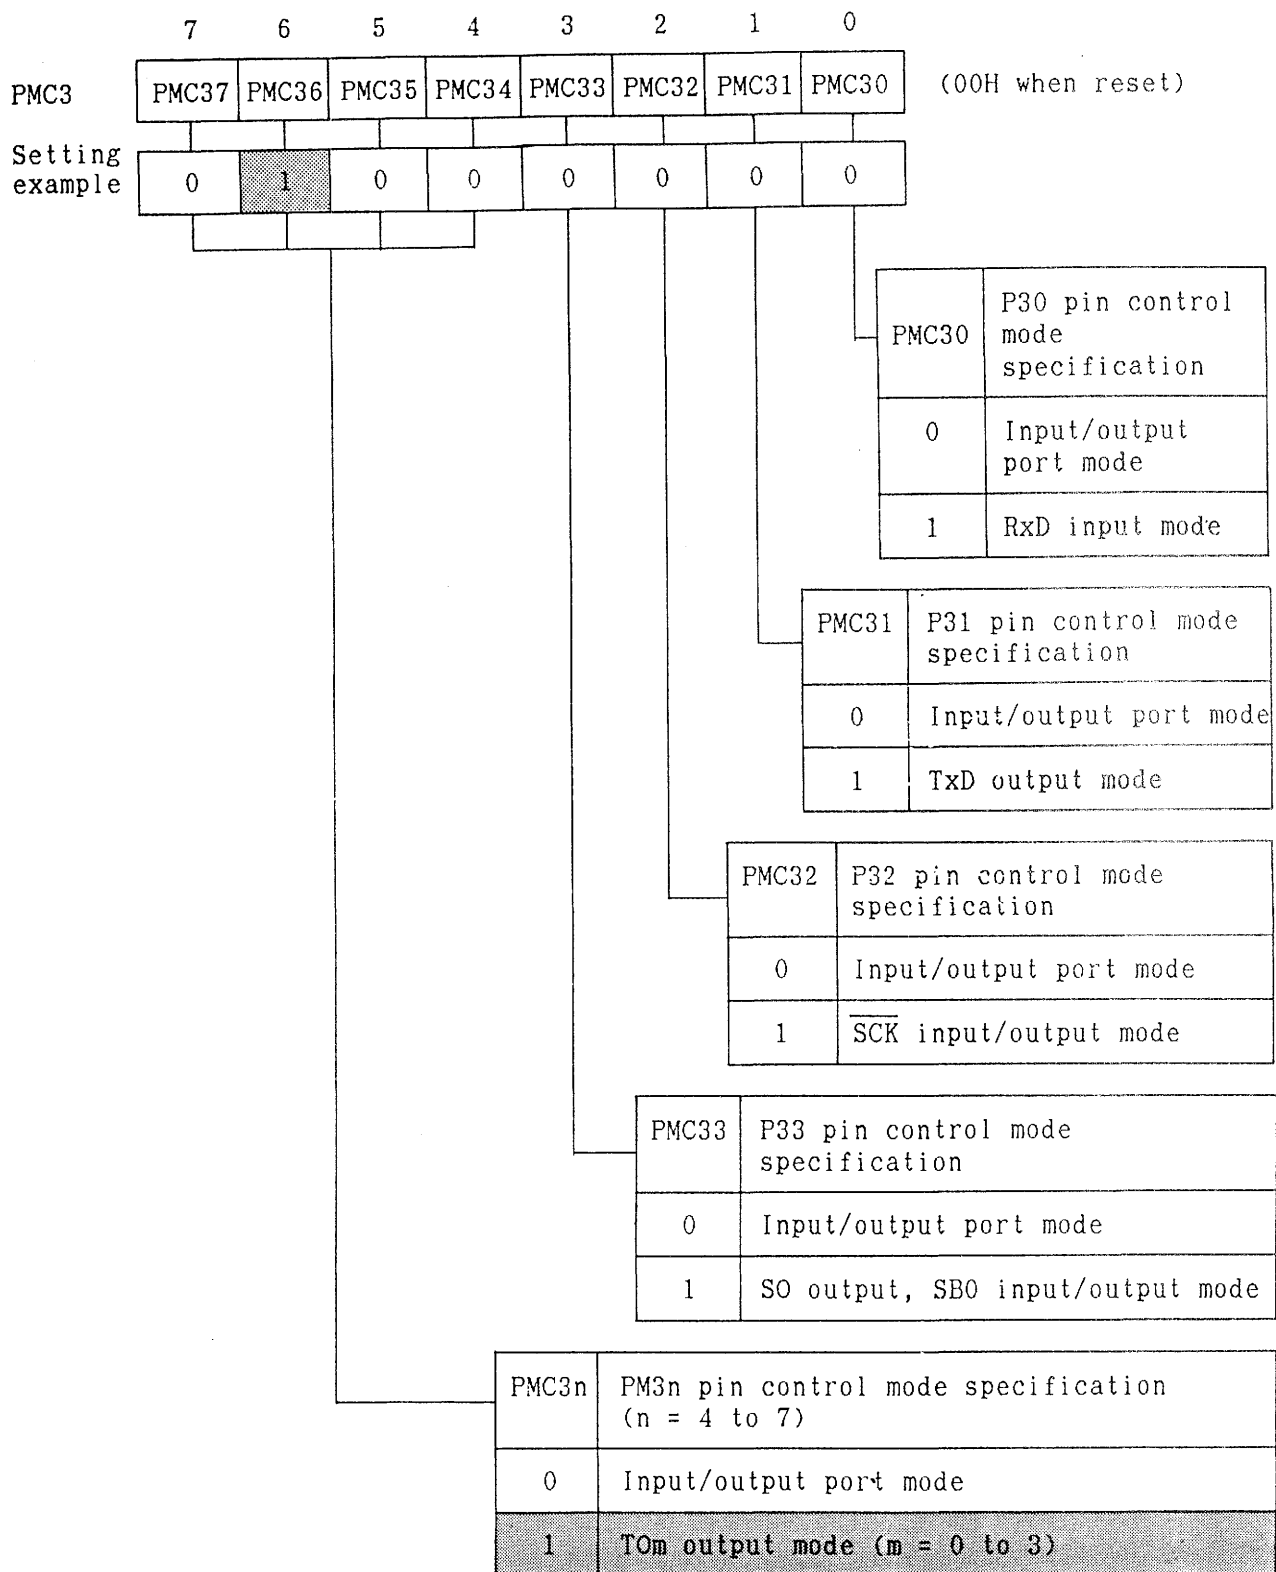 7 6 5 4 3 2 1 0
PMC3 PMC37 PMC36 PMC35 PMC34 PMC33 PMC32 PMC31 PMC30 (00H when reset)
Setting
example 0 1 0 0 0 0 0 0
PMC30 P30 pin control
mode
specification
0 Input/output
port mode
1 RxD input mode
PMC31 P31 pin control mode
specification
0 Input/output port mode
1 TxD output mode
PMC32 P32 pin control mode
specification
0 Input/output port mode
1 S̅C̅K̅ input/output mode
PMC33 P33 pin control mode
specification
0 Input/output port mode
1 SO output, SB0 input/output mode
PMC3n PM3n pin control mode specification
(n = 4 to 7)
0 Input/output port mode
1 TOm output mode (m = 0 to 3)